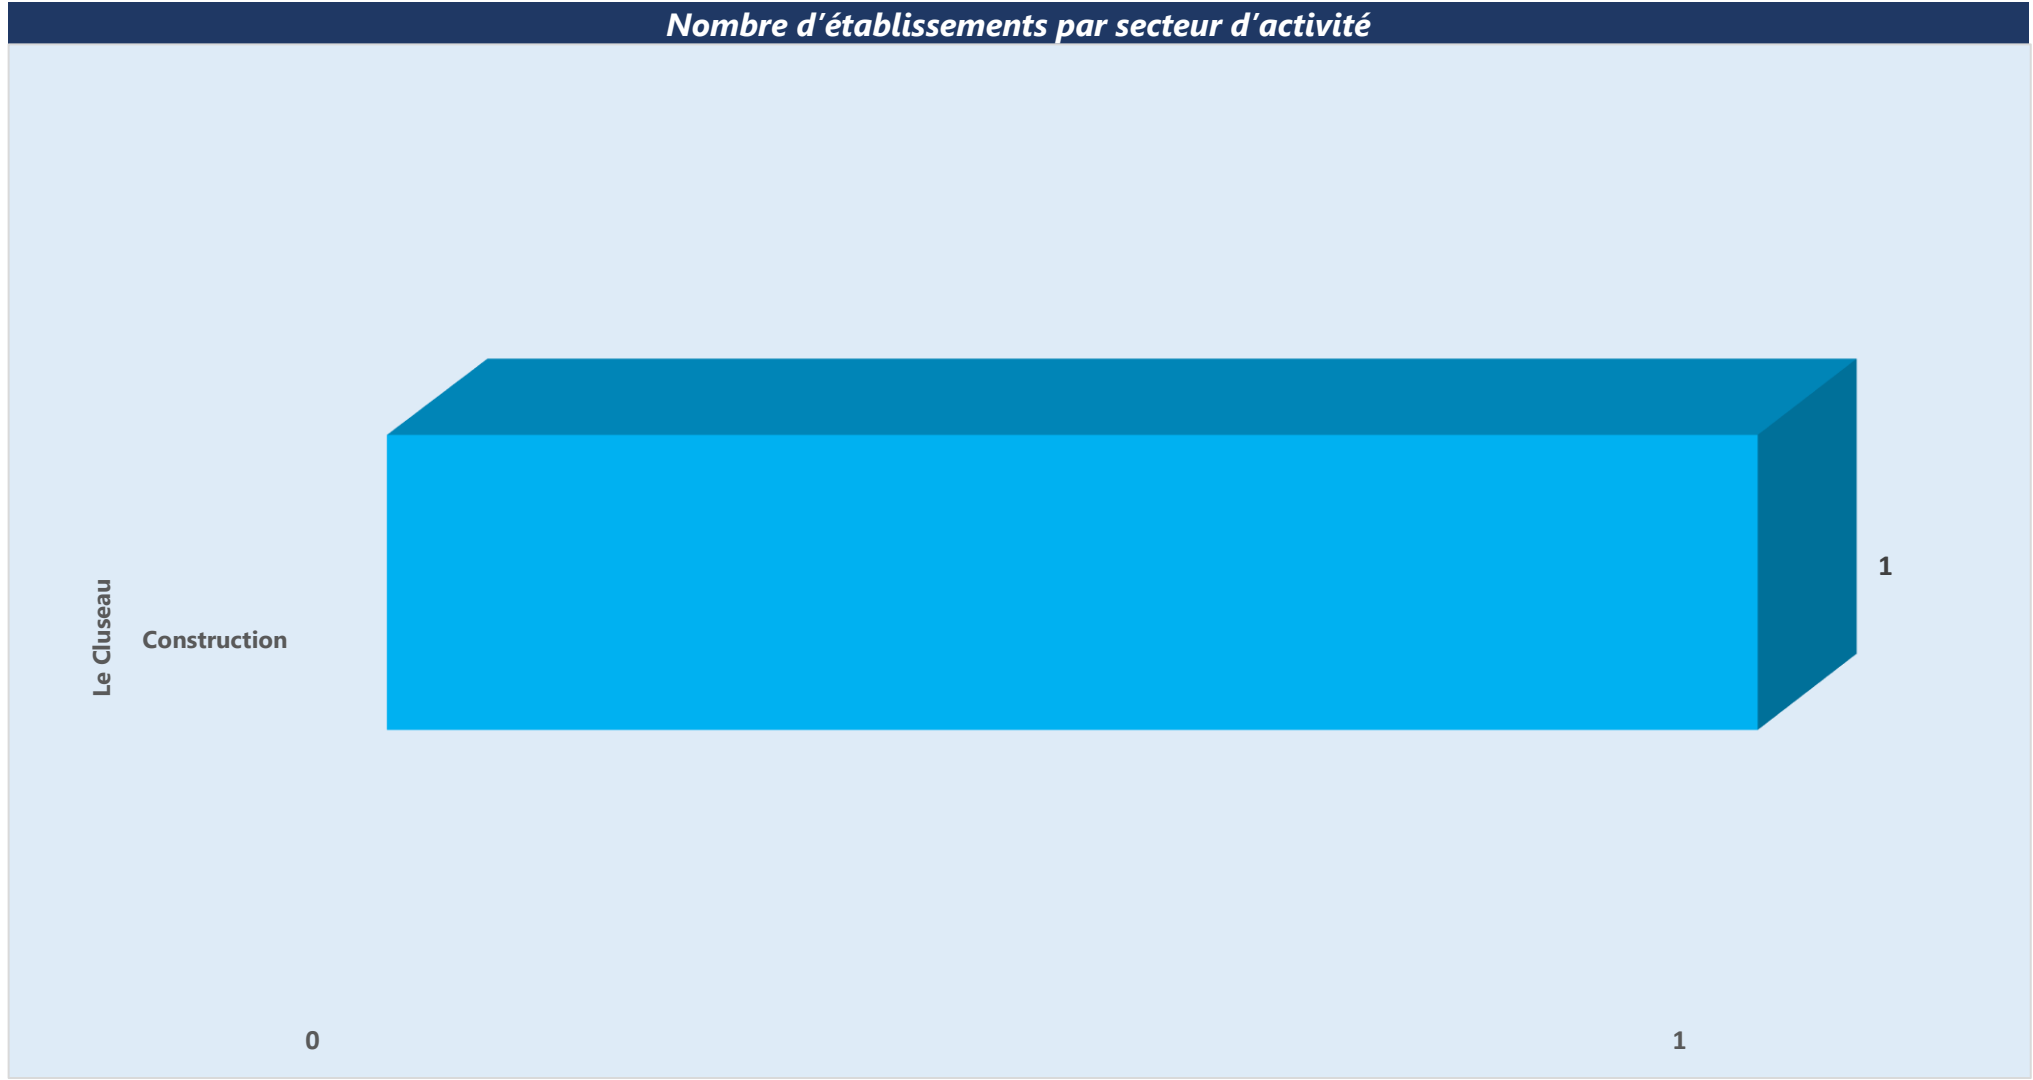 Nombre d’établissements par secteur d’activité
1
Le Cluseau
Construction
0
1